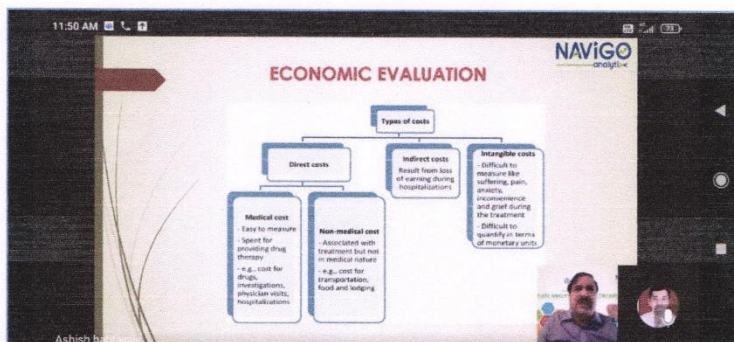 11:50 AM
73
NAViGO
analytix
ECONOMIC EVALUATION
Types of costs
Direct costs
Indirect costs
Result from loss
of earning during
hospitalizations
Intangible costs
- Difficult to
measure like
suffering, pain,
anxiety,
inconvenience
and grief during
the treatment
- Difficult to
quantify in terms
of monetary units
Medical cost
- Easy to measure
- Spent for
providing drug
therapy
- e.g., cost for
drugs,
investigations,
physician visits,
hospitalizations
Non-medical cost
- Associated with
treatment but not
in medical nature
- e.g., cost for
transportation,
food and lodging
Ashish